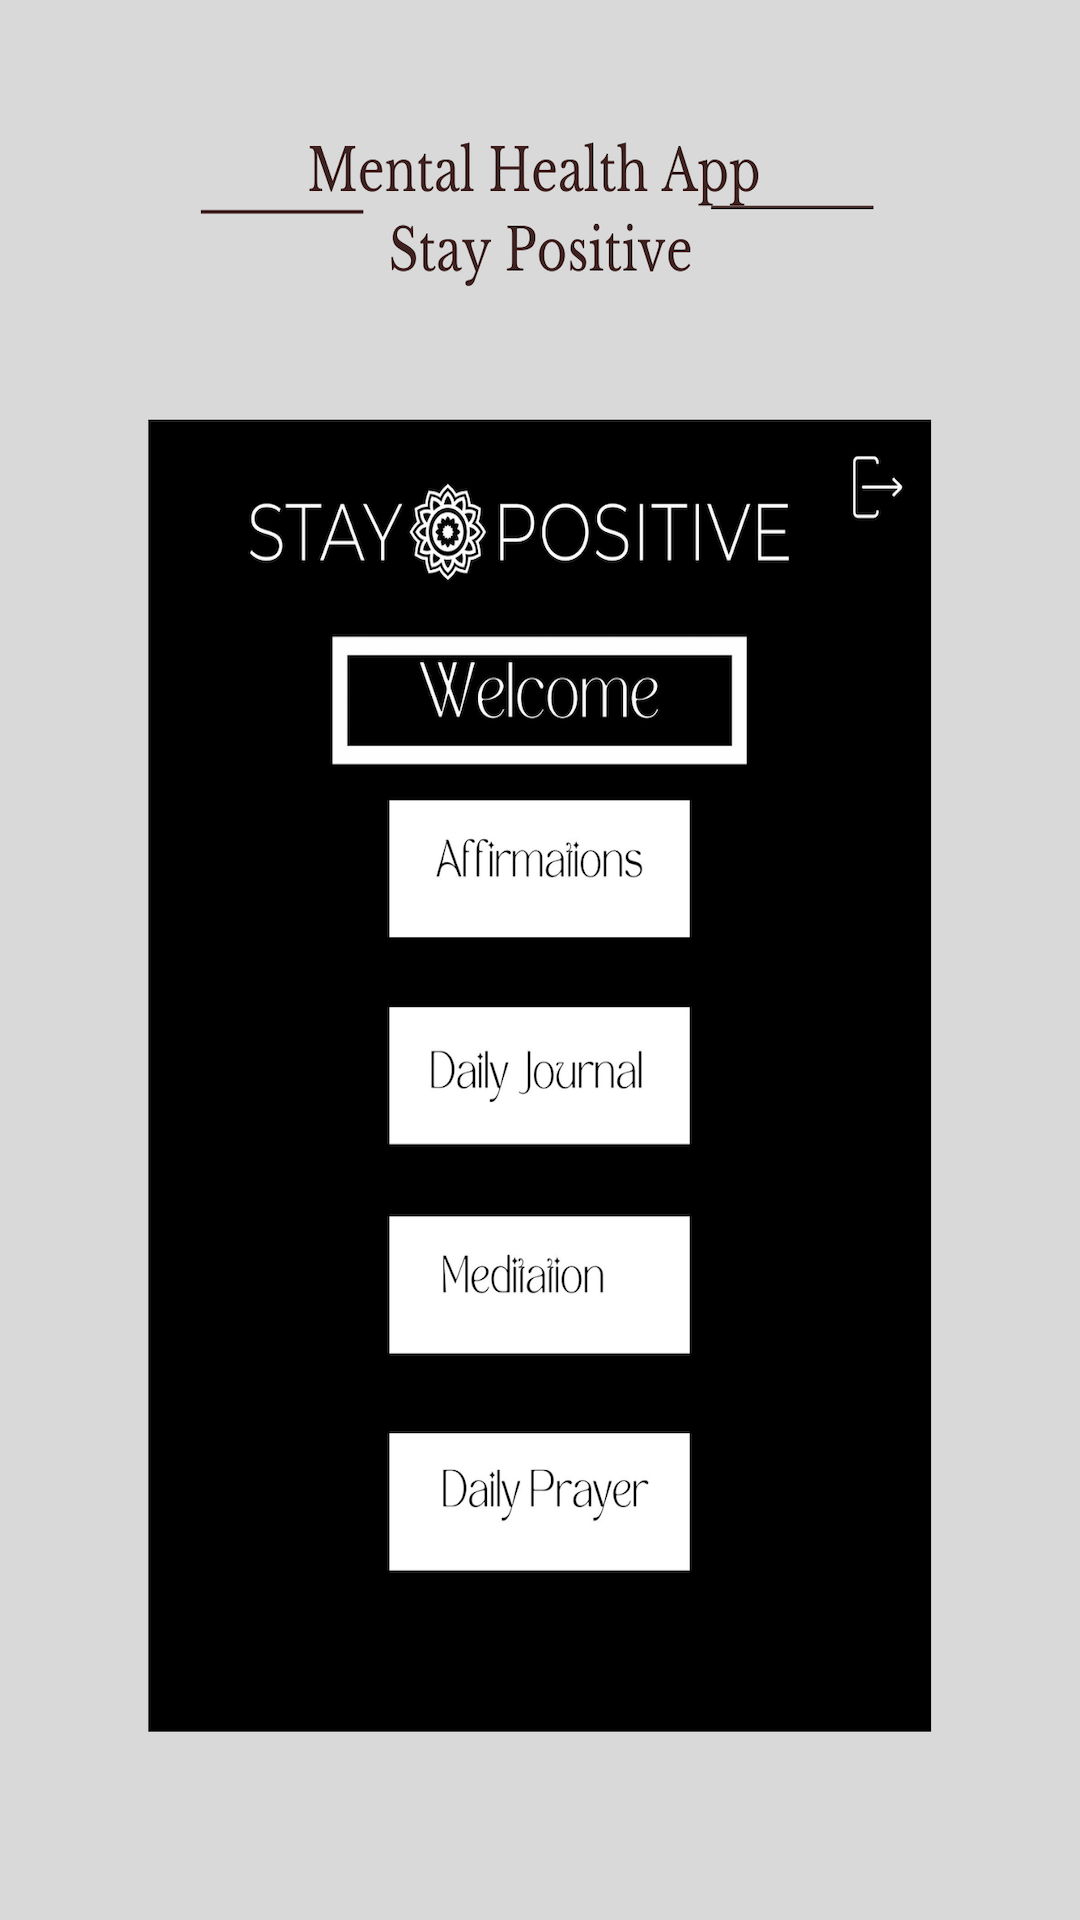 Mental Health App
Stay Positive
STAY POSITIVE
Welcome
Affirmations
Daily Journal
Meditation
Daily Prayer